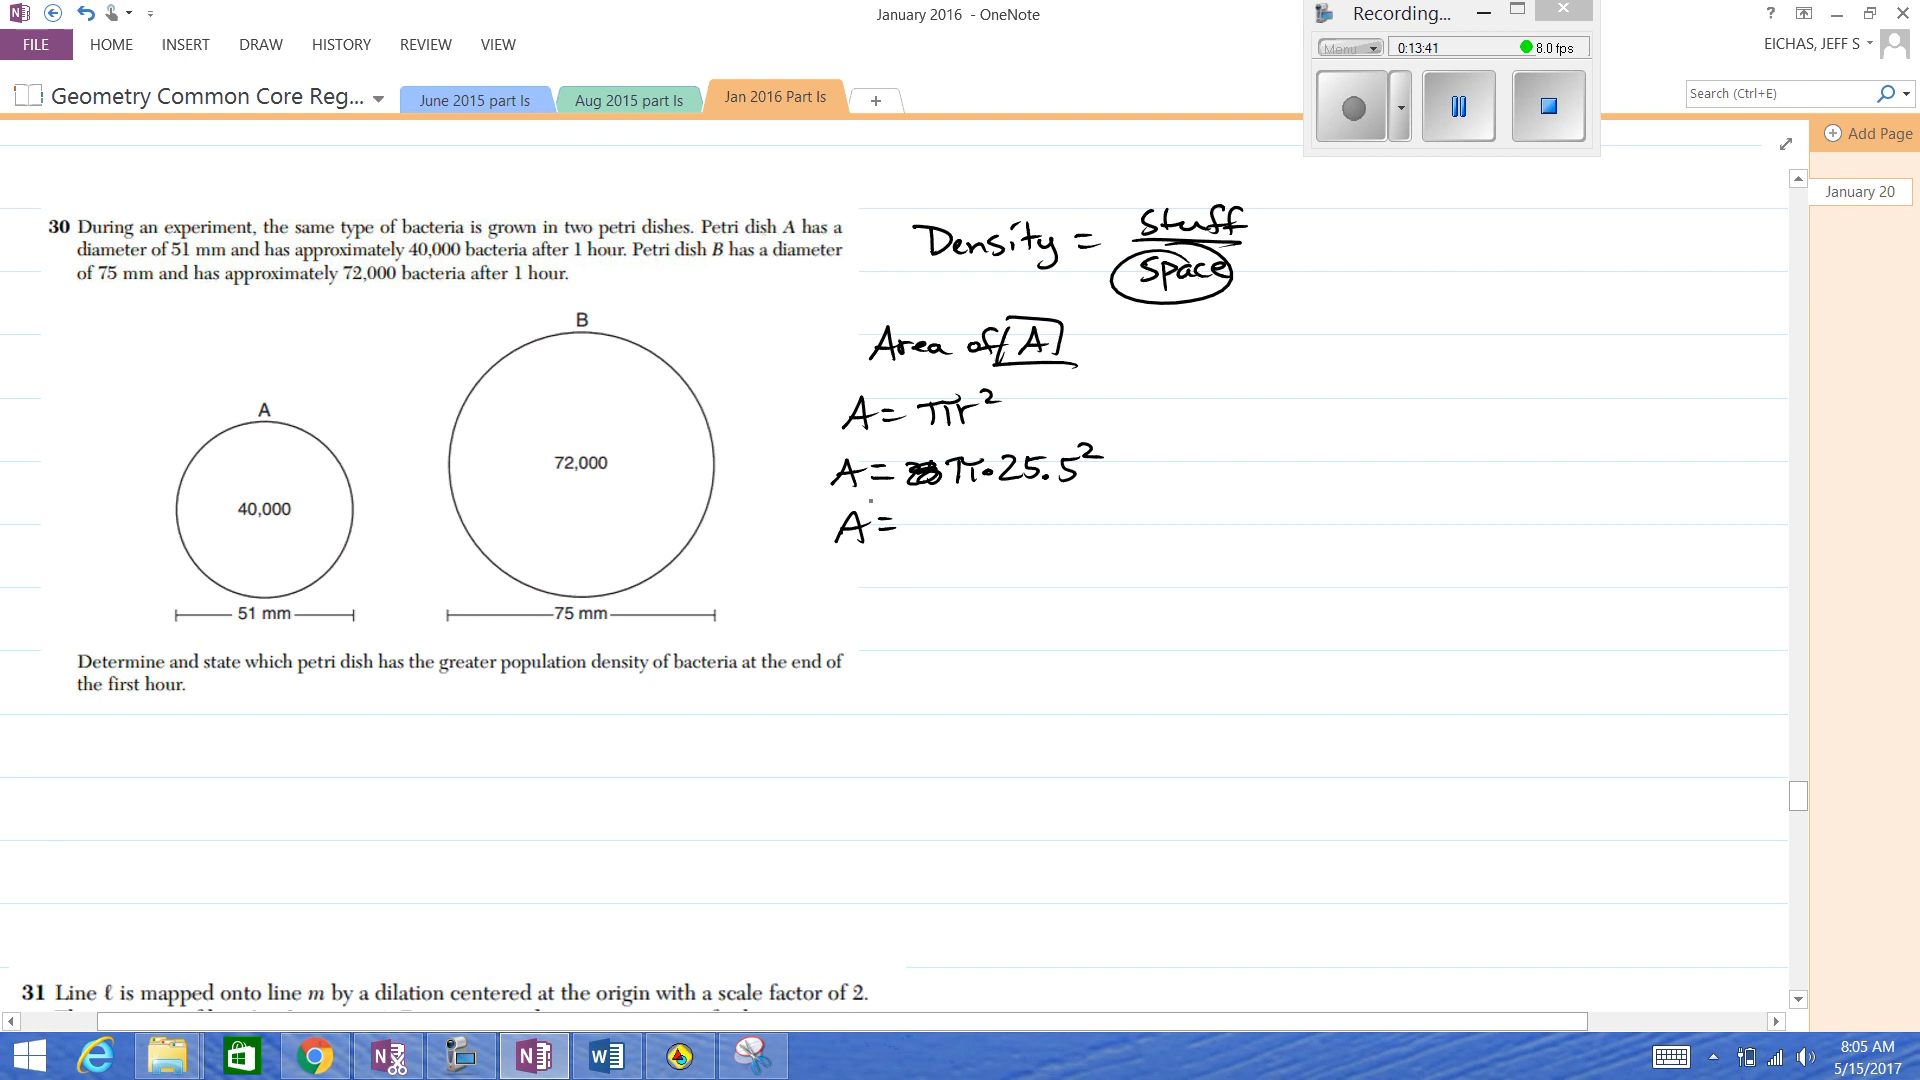 January 2016 - OneNote
Recording...
Menu
0:13:41
8.0 fps
FILE HOME INSERT DRAW HISTORY REVIEW VIEW
EICHAS, JEFF S
Geometry Common Core Reg...
June 2015 part Is
Aug 2015 part Is
Jan 2016 Part Is
Search (Ctrl+E)
Add Page
January 20
30 During an experiment, the same type of bacteria is grown in two petri dishes. Petri dish A has a
diameter of 51 mm and has approximately 40,000 bacteria after 1 hour. Petri dish B has a diameter
of 75 mm and has approximately 72,000 bacteria after 1 hour.
A
40,000
51 mm
B
72,000
75 mm
Determine and state which petri dish has the greater population density of bacteria at the end of
the first hour.
Density = stuff
space
Area of A
A = πr²
A = π·25.5²
A =
31 Line ℓ is mapped onto line m by a dilation centered at the origin with a scale factor of 2.
8:05 AM
5/15/2017